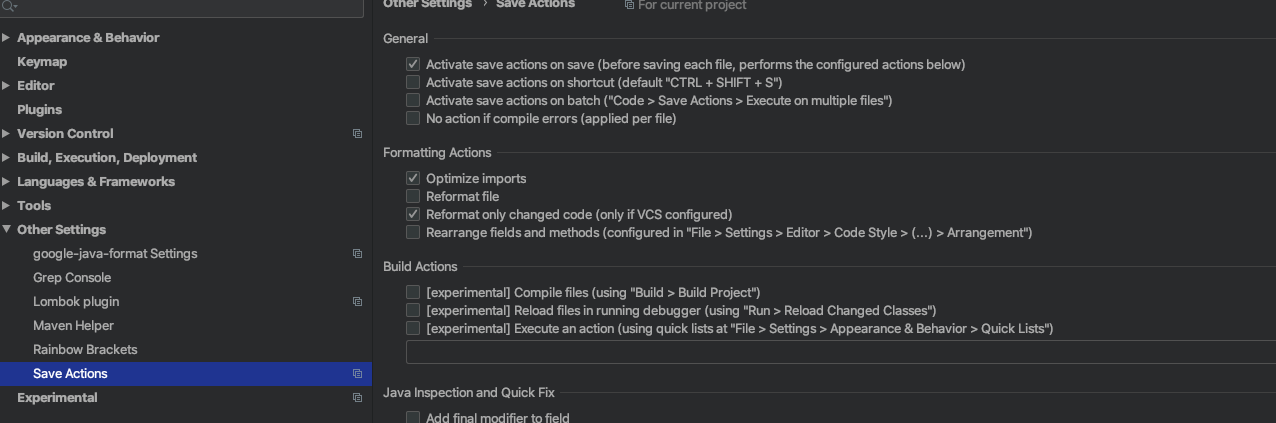 Other Settings › Save Actions For current project
Appearance & Behavior
Keymap
Editor
Plugins
Version Control
Build, Execution, Deployment
Languages & Frameworks
Tools
Other Settings
google-java-format Settings
Grep Console
Lombok plugin
Maven Helper
Rainbow Brackets
Save Actions
Experimental
General
Activate save actions on save (before saving each file, performs the configured actions below)
Activate save actions on shortcut (default "CTRL + SHIFT + S")
Activate save actions on batch ("Code > Save Actions > Execute on multiple files")
No action if compile errors (applied per file)
Formatting Actions
Optimize imports
Reformat file
Reformat only changed code (only if VCS configured)
Rearrange fields and methods (configured in "File > Settings > Editor > Code Style > (...) > Arrangement")
Build Actions
[experimental] Compile files (using "Build > Build Project")
[experimental] Reload files in running debugger (using "Run > Reload Changed Classes")
[experimental] Execute an action (using quick lists at "File > Settings > Appearance & Behavior > Quick Lists")
Java Inspection and Quick Fix
Add final modifier to field